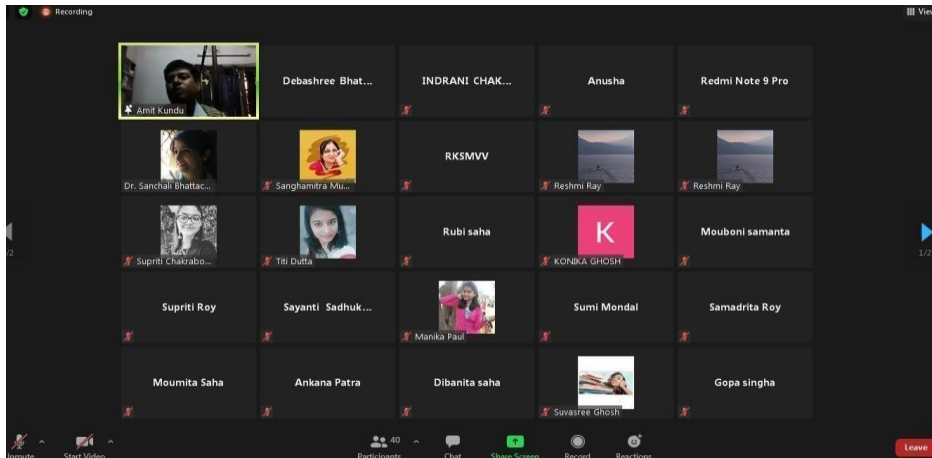 Recording
View
Amit Kundu
Debashree Bhat...
INDRANI CHAK...
Anusha
Redmi Note 9 Pro
Dr. Sanchali Bhattac...
Sanghamitra Mu...
RKSMVV
Reshmi Ray
Reshmi Ray
Supriti Chakrabo...
Titi Dutta
Rubi saha
K
KONIKA GHOSH
Mouboni samanta
1/2
Supriti Roy
Sayanti Sadhuk...
Manika Paul
Sumi Mondal
Samadrita Roy
Moumita Saha
Ankana Patra
Dibanita saha
Suvasree Ghosh
Gopa singha
Start Video
40
Participants
Chat
Share Screen
Record
Reactions
Leave